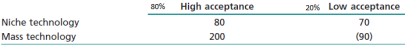 80% High acceptance 20% Low acceptance
Niche technology 80 70
Mass technology 200 (90)